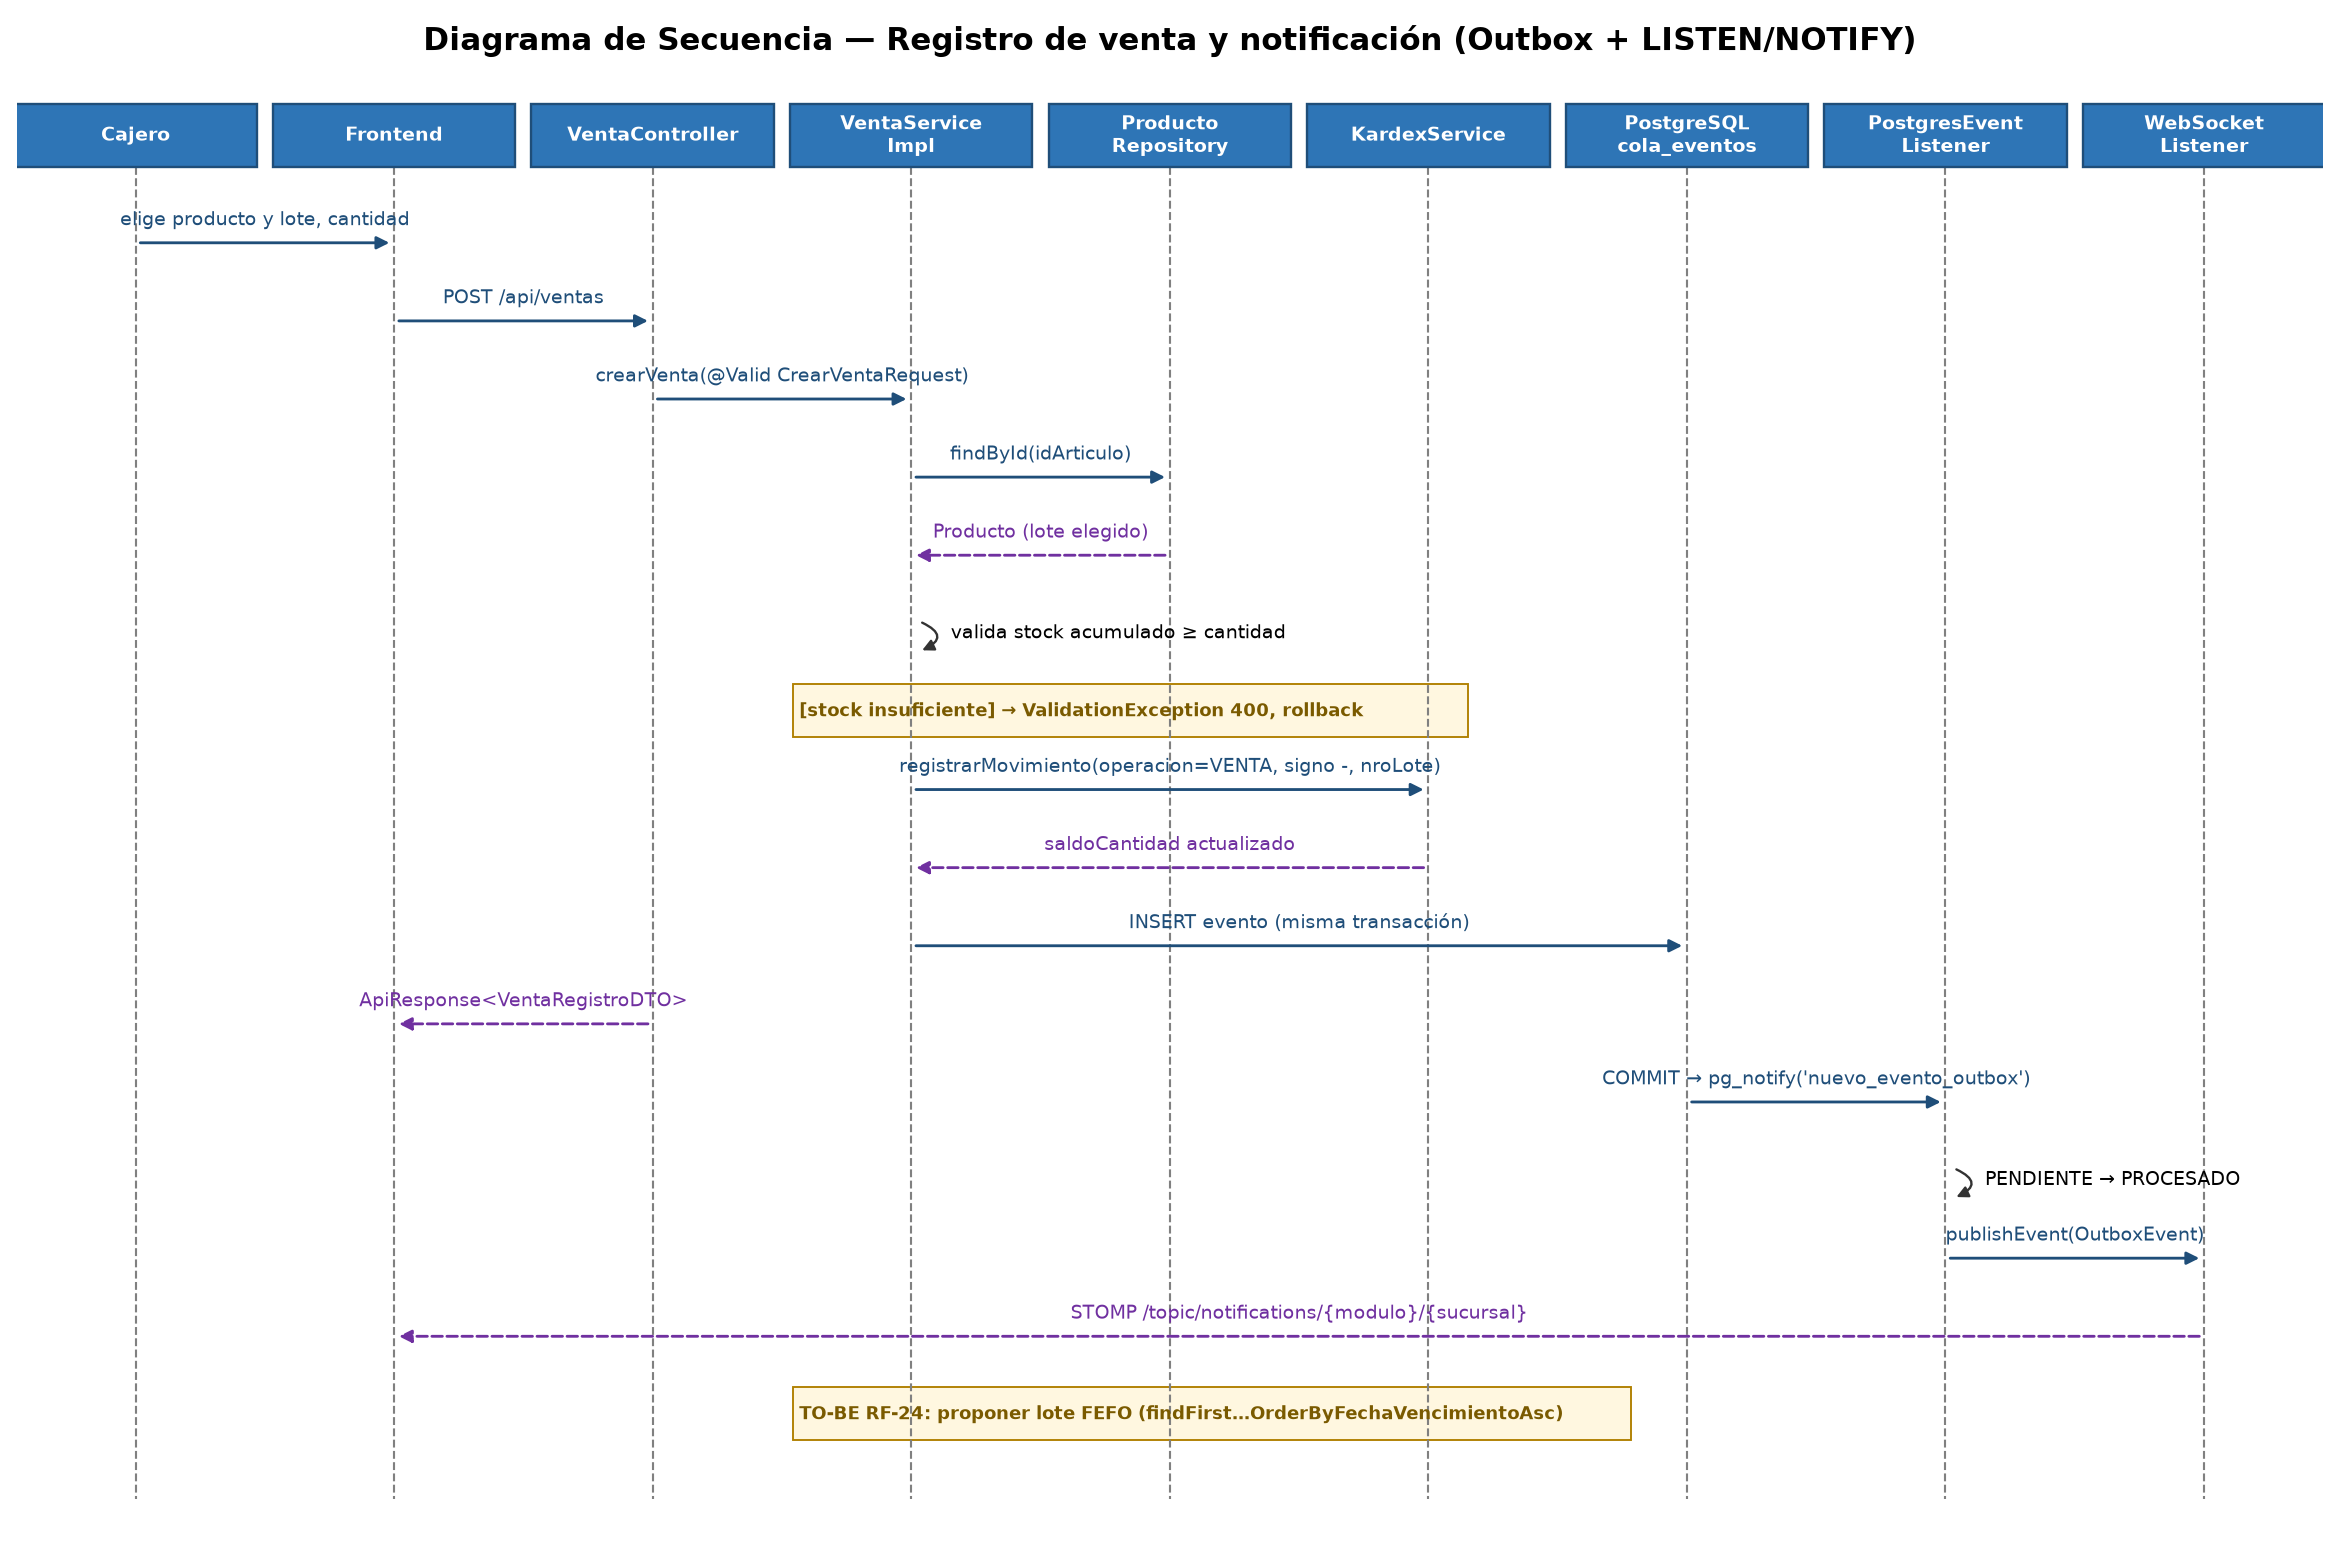 Diagrama de Secuencia — Registro de venta y notificación (Outbox + LISTEN/NOTIFY)
Cajero
Frontend
VentaController
VentaService
Impl
Producto
Repository
KardexService
PostgreSQL
cola_eventos
PostgresEvent
Listener
WebSocket
Listener
elige producto y lote, cantidad
POST /api/ventas
crearVenta(@Valid CrearVentaRequest)
findById(idArticulo)
Producto (lote elegido)
valida stock acumulado ≥ cantidad
[stock insuficiente] → ValidationException 400, rollback
registrarMovimiento(operacion=VENTA, signo -, nroLote)
saldoCantidad actualizado
INSERT evento (misma transacción)
ApiResponse<VentaRegistroDTO>
COMMIT → pg_notify('nuevo_evento_outbox')
PENDIENTE → PROCESADO
publishEvent(OutboxEvent)
STOMP /topic/notifications/{modulo}/{sucursal}
TO-BE RF-24: proponer lote FEFO (findFirst…OrderByFechaVencimientoAsc)